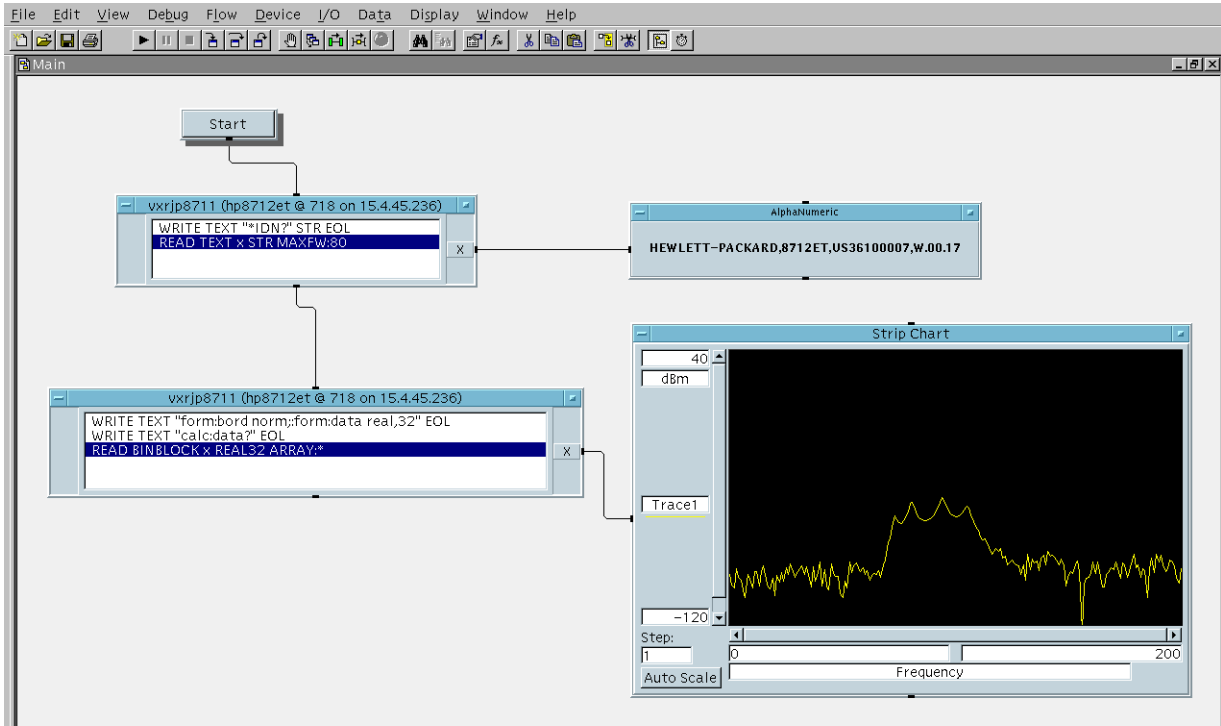 File Edit View Debug Flow Device I/O Data Display Window Help
Main
Start
vxrjp8711 (hp8712et @ 718 on 15.4.45.236)
WRITE TEXT "*IDN?" STR EOL
READ TEXT x STR MAXFW:80
X
AlphaNumeric
HEWLETT-PACKARD,8712ET,US36100007,W.00.17
vxrjp8711 (hp8712et @ 718 on 15.4.45.236)
WRITE TEXT "form:bord norm;:form:data real,32" EOL
WRITE TEXT "calc:data?" EOL
READ BINBLOCK x REAL32 ARRAY:*
X
Strip Chart
40
dBm
Trace1
-120
Step:
1
0 200
Auto Scale
Frequency